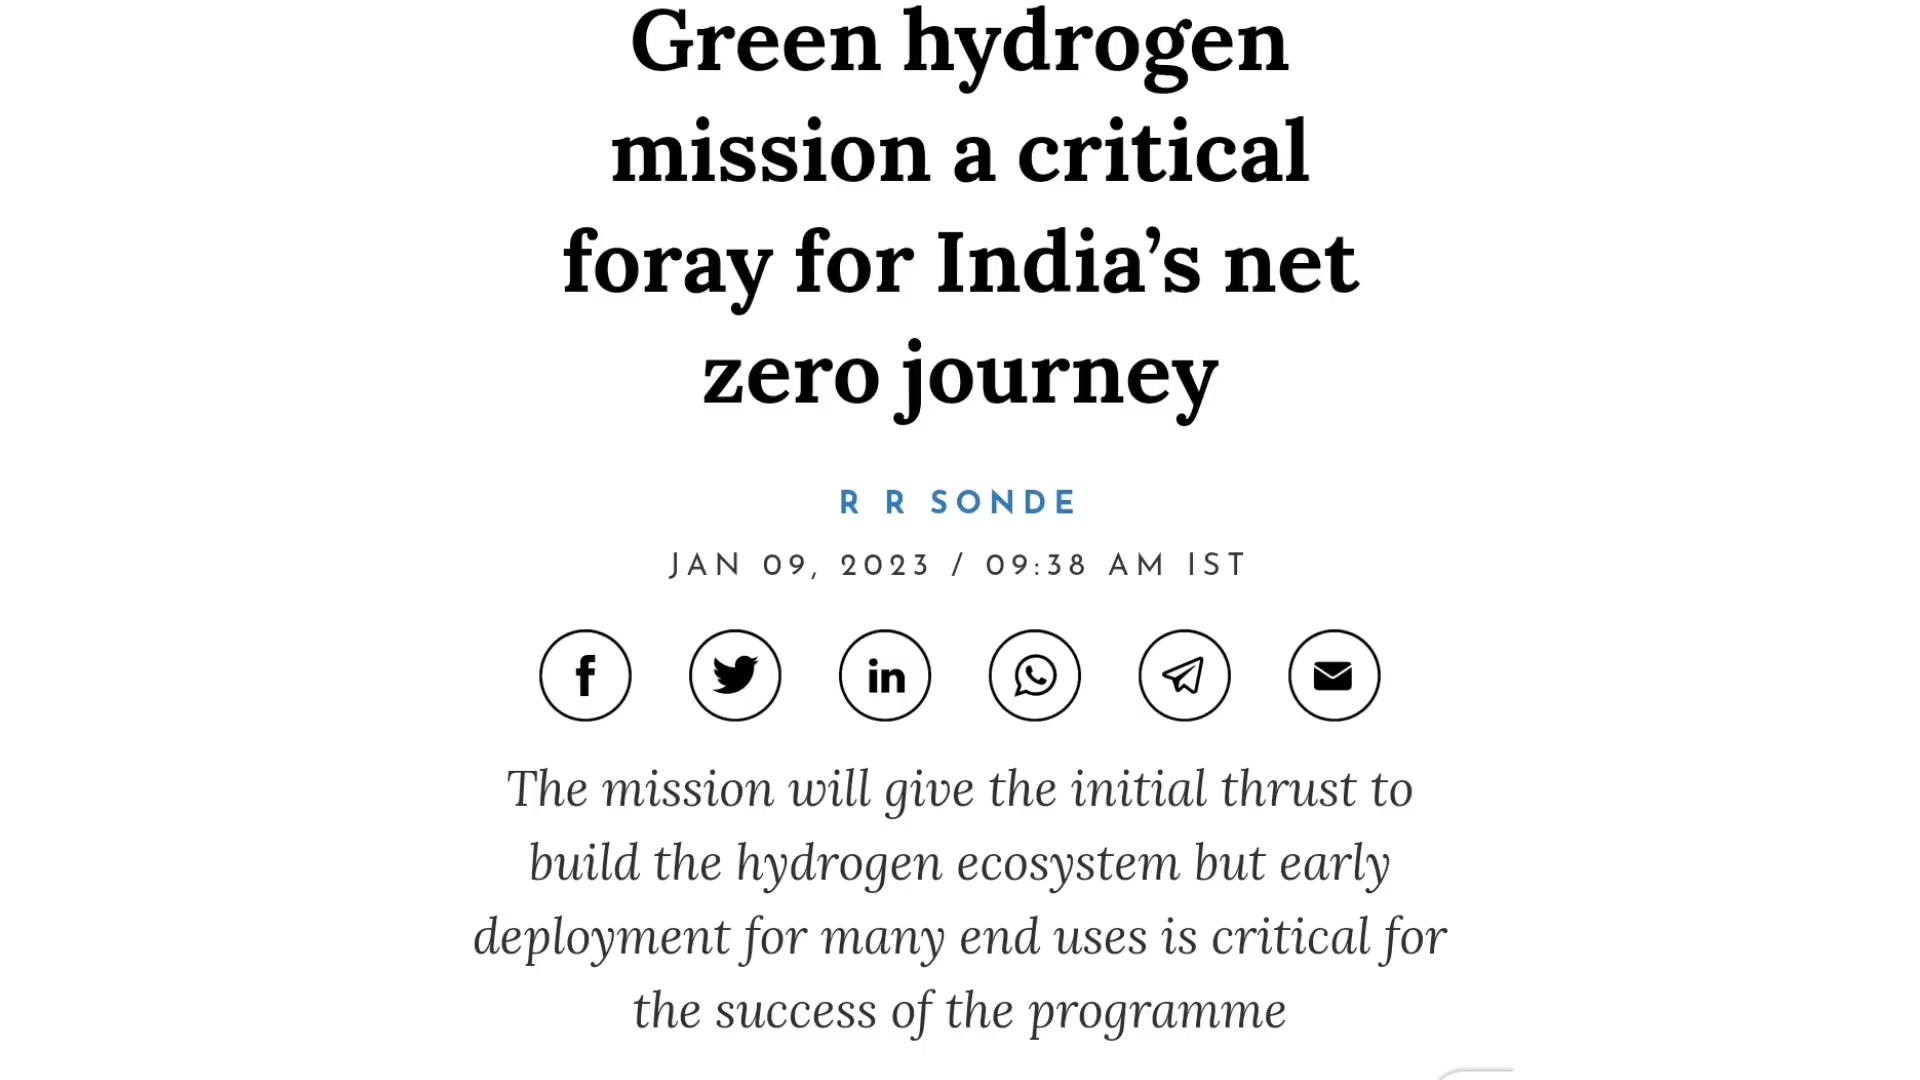 Green hydrogen
mission a critical
foray for India’s net
zero journey
R R SONDE
JAN 09, 2023 / 09:38 AM IST
The mission will give the initial thrust to
build the hydrogen ecosystem but early
deployment for many end uses is critical for
the success of the programme